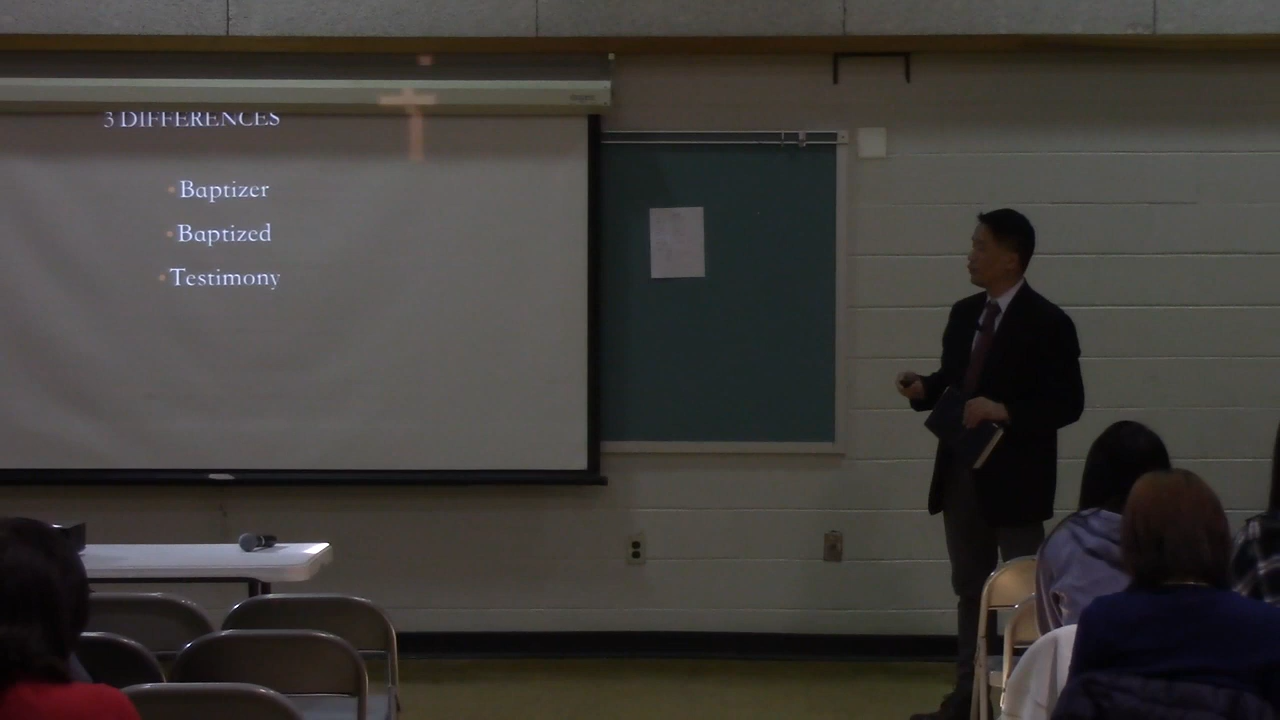 3 DIFFERENCES
• Baptizer
• Baptized
• Testimony